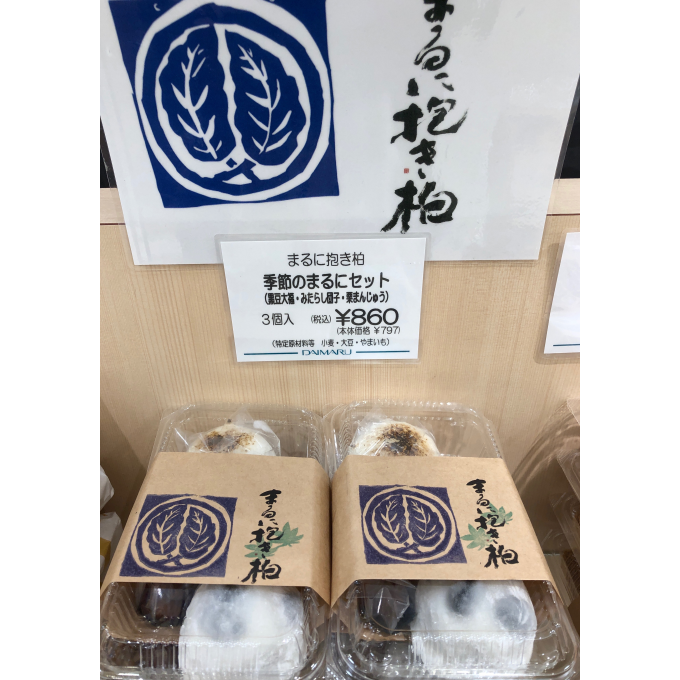 まるに抱き柏
まるに抱き柏
季節のまるにセット
(黒豆大福・みたらし団子・栗まんじゅう)
3個入 (税込) ¥860
(本体価格 ¥797)
(特定原材料等 小麦・大豆・やまいも)
DAIMARU
まるに抱き柏
まるに抱き柏